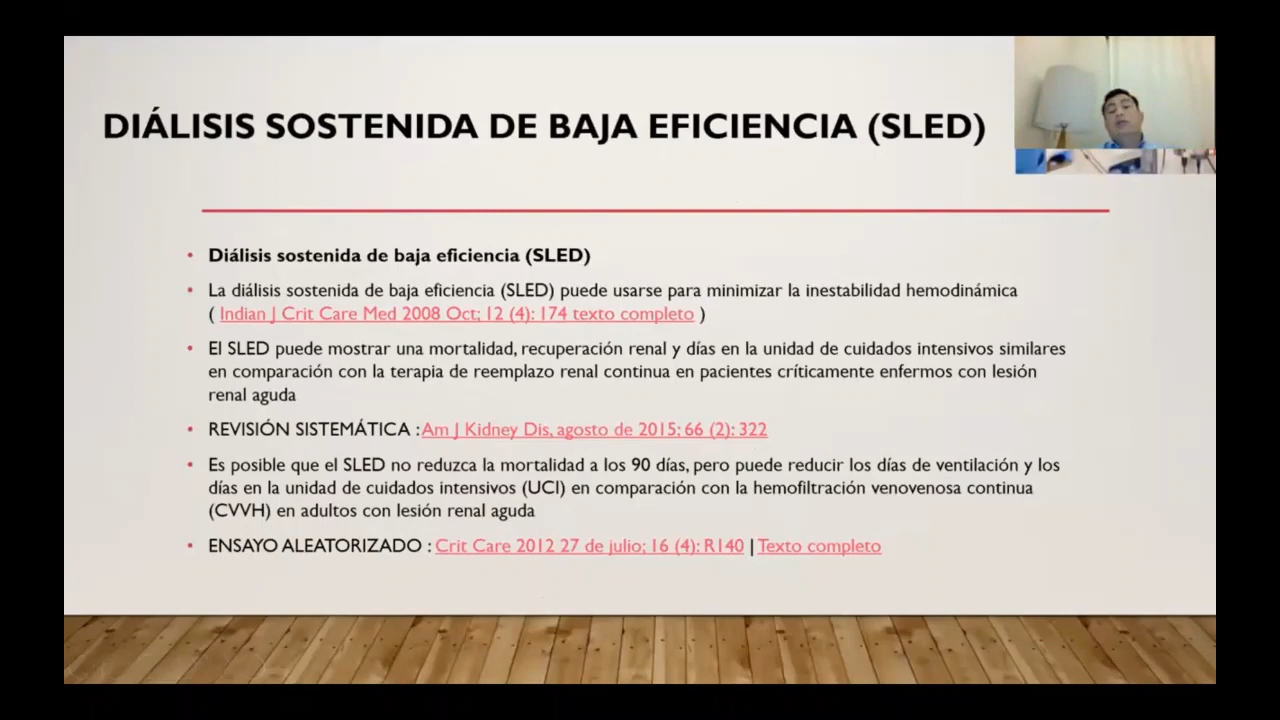 DIÁLISIS SOSTENIDA DE BAJA EFICIENCIA (SLED)
• Diálisis sostenida de baja eficiencia (SLED)
• La diálisis sostenida de baja eficiencia (SLED) puede usarse para minimizar la inestabilidad hemodinámica
( Indian J Crit Care Med 2008 Oct; 12 (4): 174 texto completo )
• El SLED puede mostrar una mortalidad, recuperación renal y días en la unidad de cuidados intensivos similares
en comparación con la terapia de reemplazo renal continua en pacientes críticamente enfermos con lesión
renal aguda
• REVISIÓN SISTEMÁTICA : Am J Kidney Dis, agosto de 2015; 66 (2): 322
• Es posible que el SLED no reduzca la mortalidad a los 90 días, pero puede reducir los días de ventilación y los
días en la unidad de cuidados intensivos (UCI) en comparación con la hemofiltración venovenosa continua
(CVVH) en adultos con lesión renal aguda
• ENSAYO ALEATORIZADO : Crit Care 2012 27 de julio; 16 (4): R140 | Texto completo